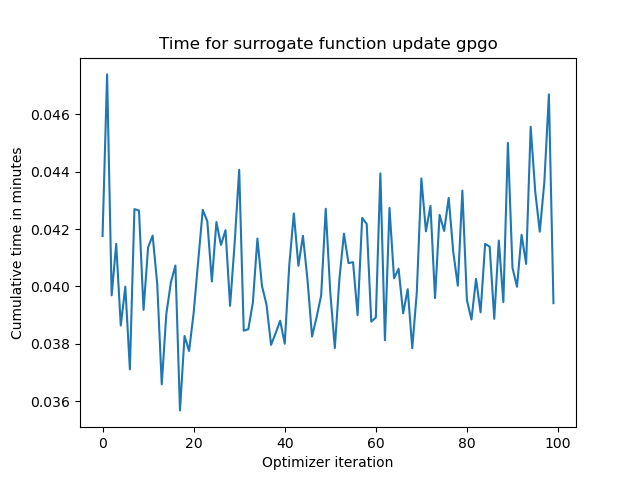 Time for surrogate function update gpgo
Cumulative time in minutes
0.046
0.044
0.042
0.040
0.038
0.036
0 20 40 60 80 100
Optimizer iteration